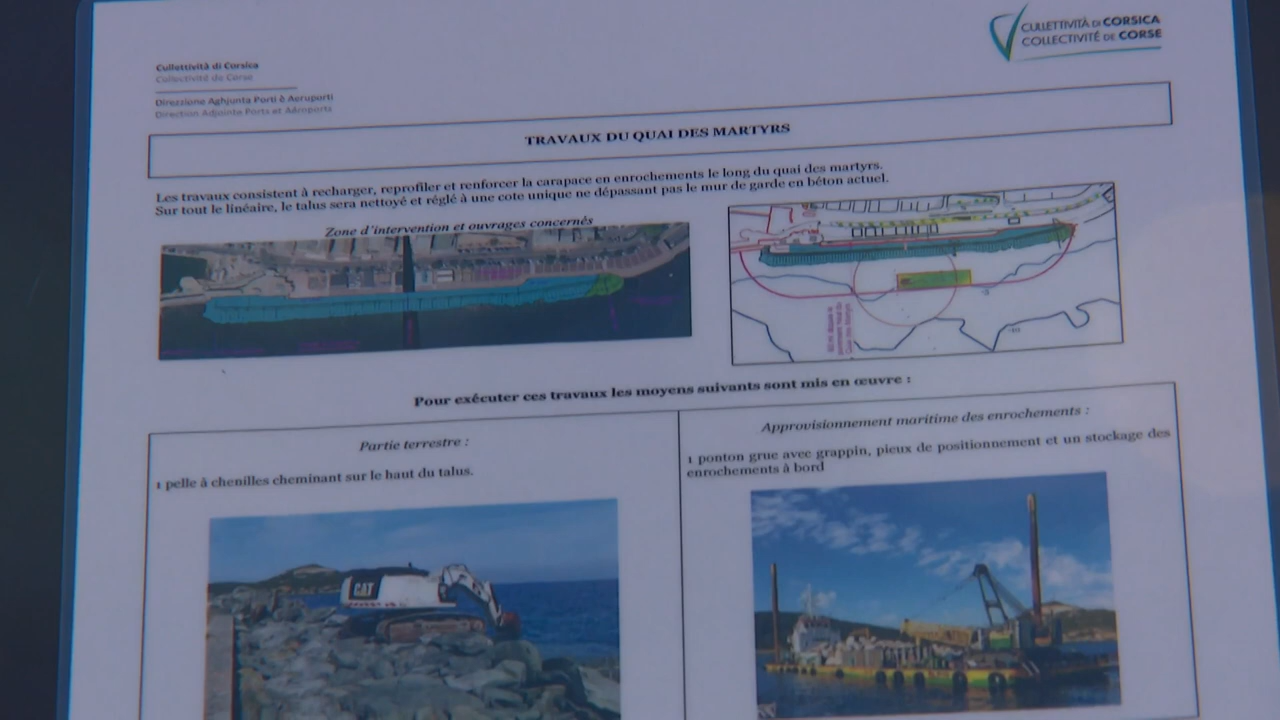 CULLETTIVITÀ DI CORSICA
COLLECTIVITÉ DE CORSE
Cullettività di Corsica
Collectivité de Corse
Direzzione Aghjunta Porti è Aeruporti
Direction Adjointe Ports et Aéroports
TRAVAUX DU QUAI DES MARTYRS
Les travaux consistent à recharger, reprofiler et renforcer la carapace en enrochements le long du quai des martyrs.
Sur tout le linéaire, le talus sera nettoyé et réglé à une cote unique ne dépassant pas le mur de garde en béton actuel.
Zone d'intervention et ouvrages concernés
Pour exécuter ces travaux les moyens suivants sont mis en œuvre :
Partie terrestre :
1 pelle à chenilles cheminant sur le haut du talus.
Approvisionnement maritime des enrochements :
1 ponton grue avec grappin, pieux de positionnement et un stockage des
enrochements à bord
CAT